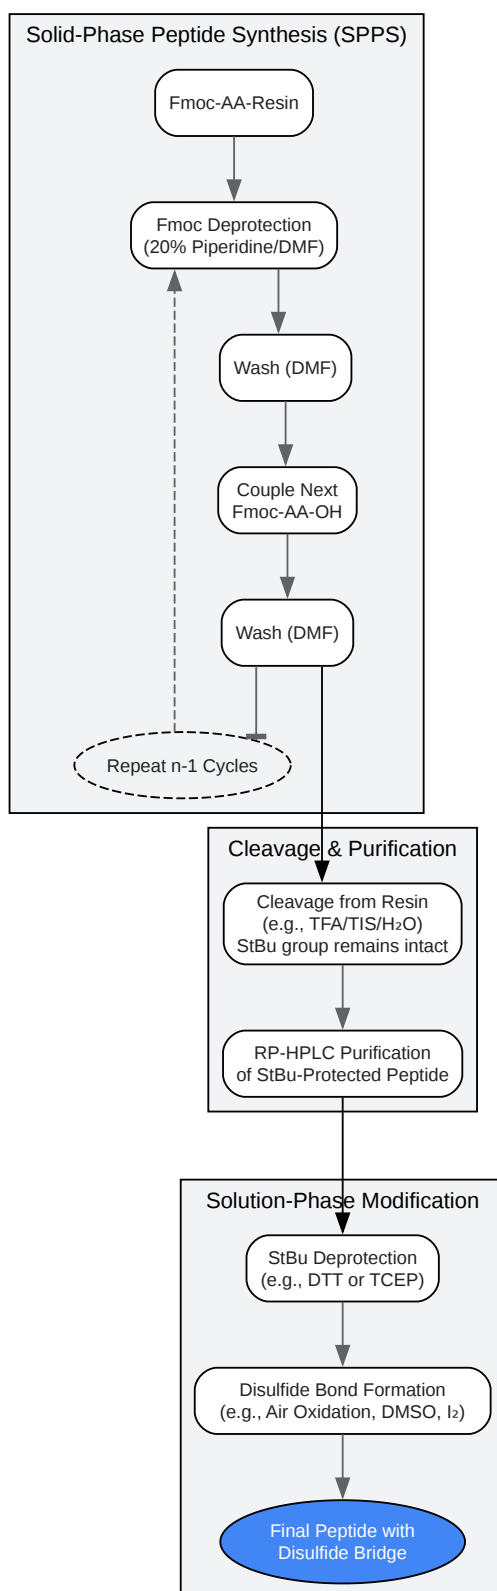 Solid-Phase Peptide Synthesis (SPPS)
Fmoc-AA-Resin
Fmoc Deprotection
(20% Piperidine/DMF)
Wash (DMF)
Couple Next
Fmoc-AA-OH
Wash (DMF)
Repeat n-1 Cycles
Cleavage & Purification
Cleavage from Resin
(e.g., TFA/TIS/H₂O)
StBu group remains intact
RP-HPLC Purification
of StBu-Protected Peptide
Solution-Phase Modification
StBu Deprotection
(e.g., DTT or TCEP)
Disulfide Bond Formation
(e.g., Air Oxidation, DMSO, I₂)
Final Peptide with
Disulfide Bridge